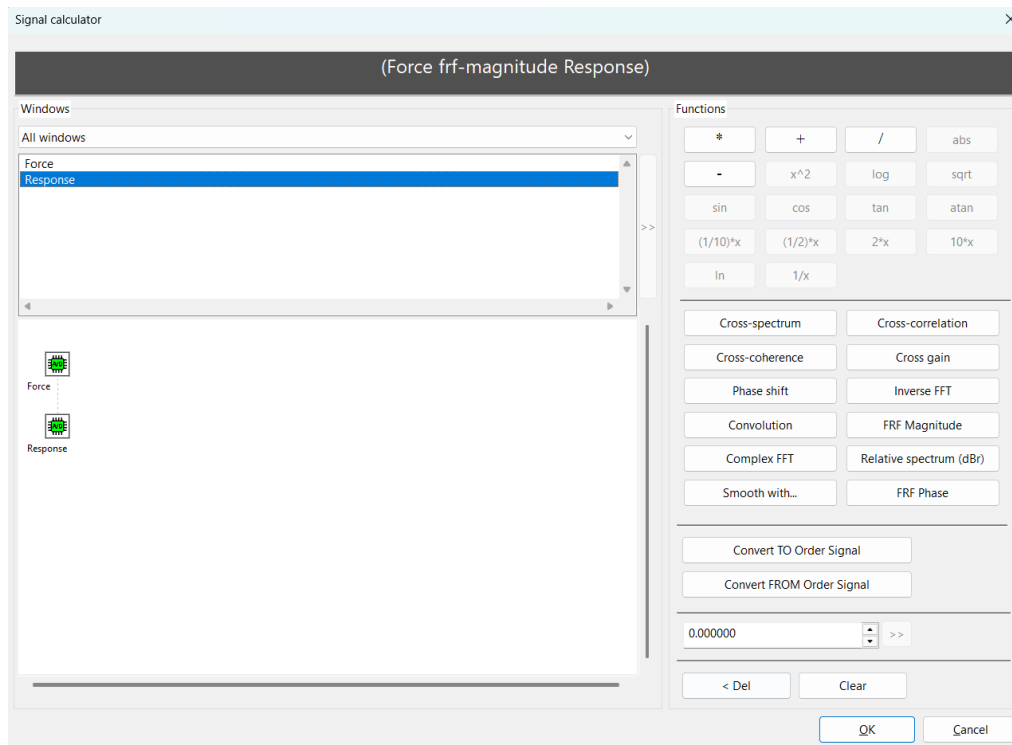 Signal calculator
(Force frf-magnitude Response)
Windows
All windows
Force
Response
>>
Force
Response
Functions
* + / abs
- x^2 log sqrt
sin cos tan atan
(1/10)*x (1/2)*x 2*x 10*x
ln 1/x
Cross-spectrum Cross-correlation
Cross-coherence Cross gain
Phase shift Inverse FFT
Convolution FRF Magnitude
Complex FFT Relative spectrum (dBr)
Smooth with... FRF Phase
Convert TO Order Signal
Convert FROM Order Signal
0.000000 >>
< Del Clear
OK Cancel